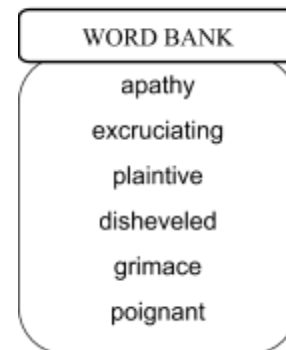 WORD BANK
apathy
excruciating
plaintive
disheveled
grimace
poignant